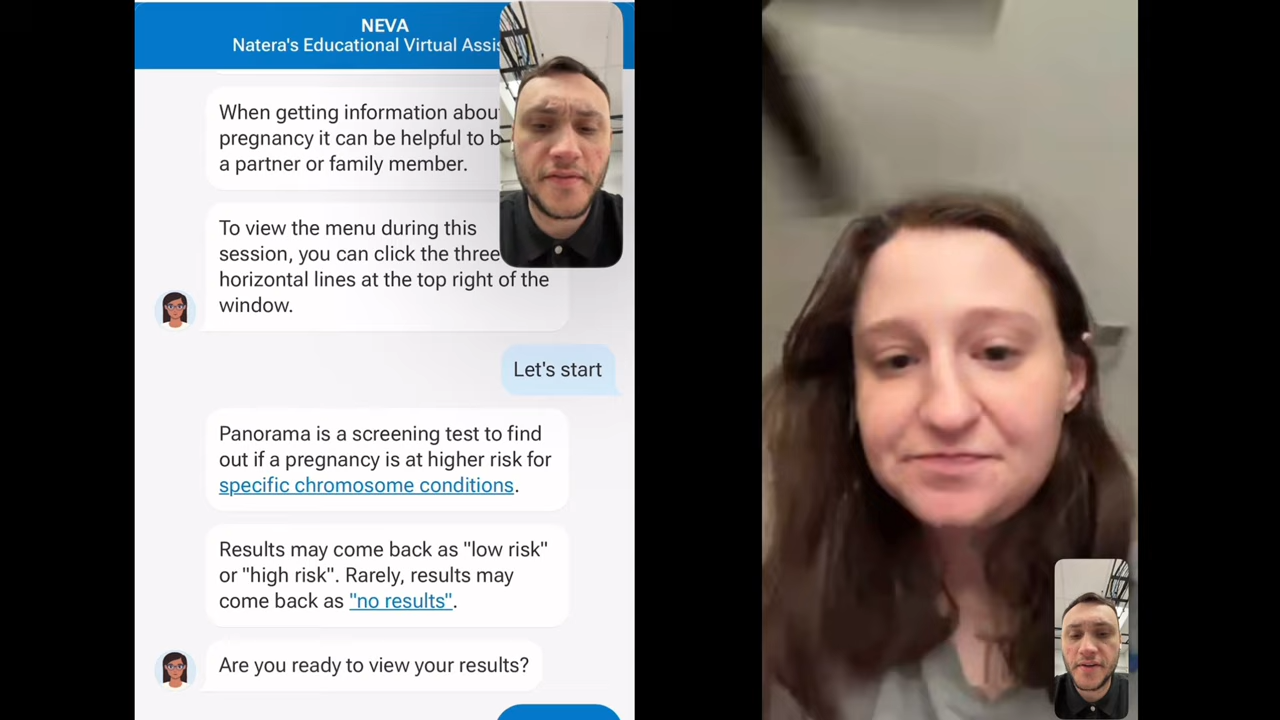 NEVA
Natera's Educational Virtual
When getting information
pregnancy it can be helpful to
a partner or family member.
To view the menu during this
session, you can click the three
horizontal lines at the top right of the
window.
Let's start
Panorama is a screening test to find
out if a pregnancy is at higher risk for
specific chromosome conditions.
Results may come back as "low risk"
or "high risk". Rarely, results may
come back as "no results".
Are you ready to view your results?